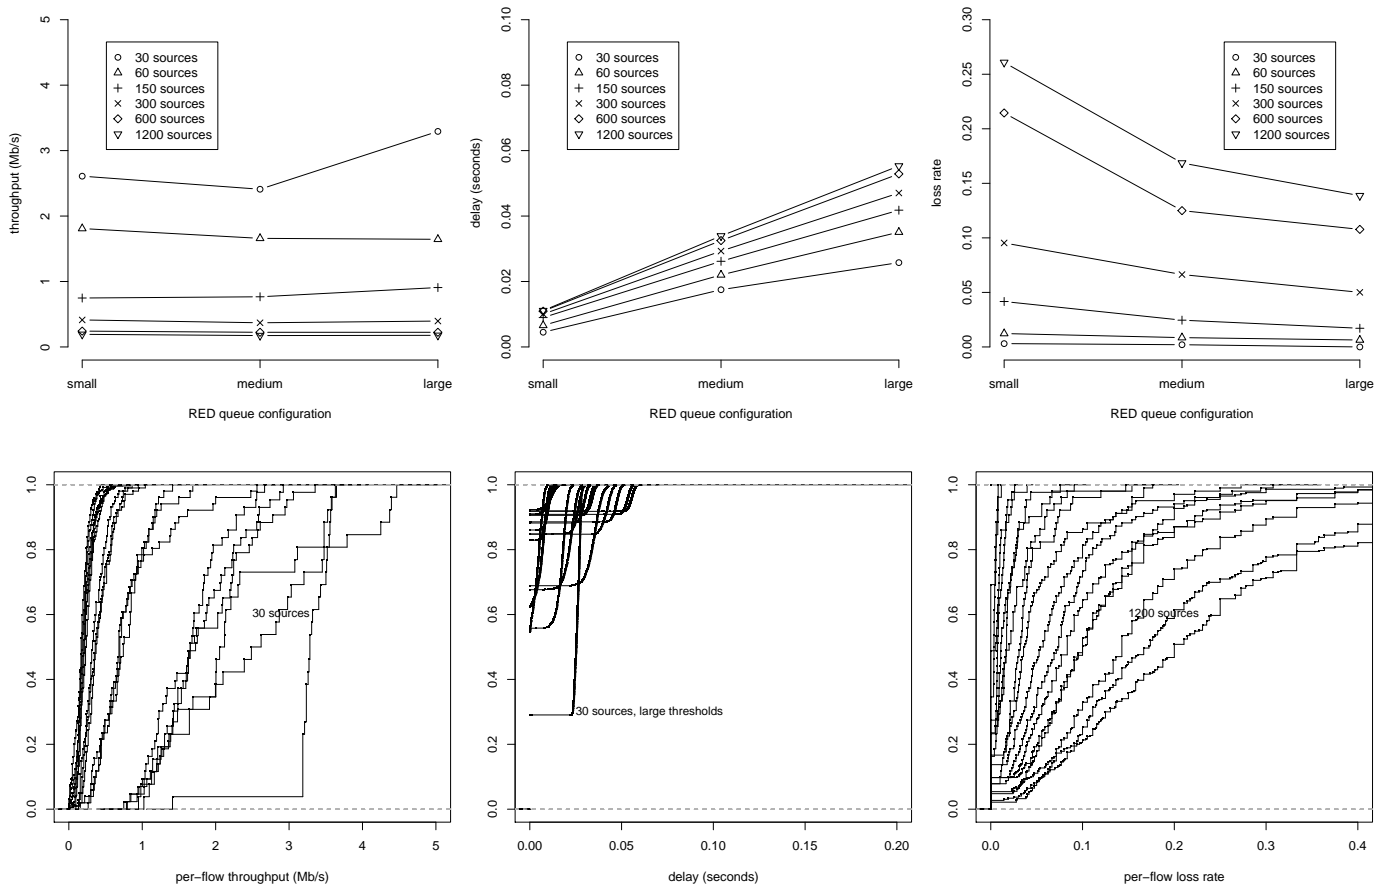 throughput (Mb/s)
0
1
2
3
4
5
30 sources
60 sources
150 sources
300 sources
600 sources
1200 sources
small
medium
large
RED queue configuration
delay (seconds)
0.00
0.02
0.04
0.06
0.08
0.10
30 sources
60 sources
150 sources
300 sources
600 sources
1200 sources
small
medium
large
RED queue configuration
loss rate
0.00
0.05
0.10
0.15
0.20
0.25
0.30
30 sources
60 sources
150 sources
300 sources
600 sources
1200 sources
small
medium
large
RED queue configuration
0.0
0.2
0.4
0.6
0.8
1.0
30 sources
0
1
2
3
4
5
per−flow throughput (Mb/s)
0.0
0.2
0.4
0.6
0.8
1.0
30 sources, large thresholds
0.00
0.05
0.10
0.15
0.20
delay (seconds)
0.0
0.2
0.4
0.6
0.8
1.0
1200 sources
0.0
0.1
0.2
0.3
0.4
per−flow loss rate